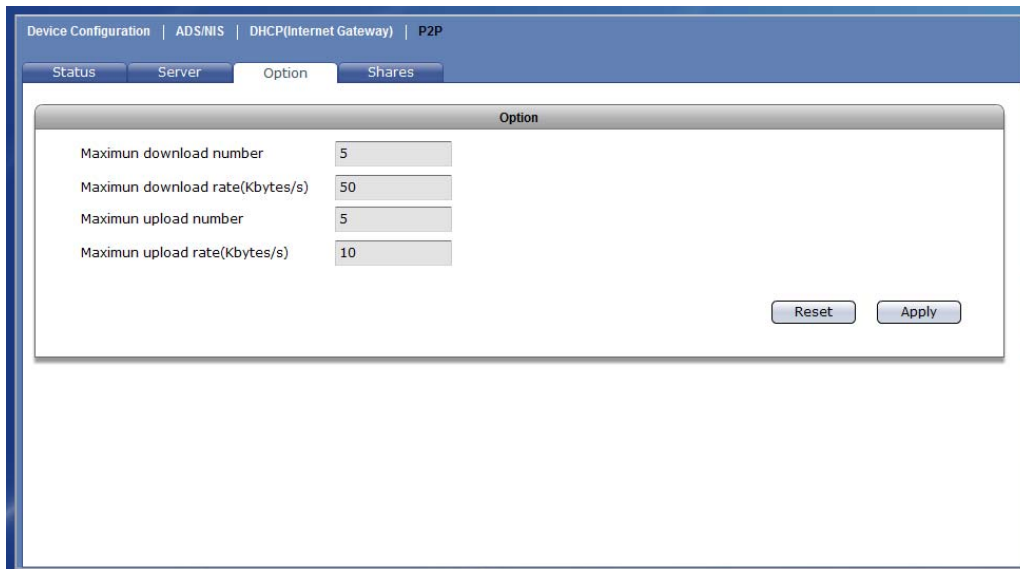 Device Configuration | ADS/NIS | DHCP(Internet Gateway) | P2P
Status Server Option Shares
Option
Maximun download number 5
Maximun download rate(Kbytes/s) 50
Maximun upload number 5
Maximun upload rate(Kbytes/s) 10
Reset Apply